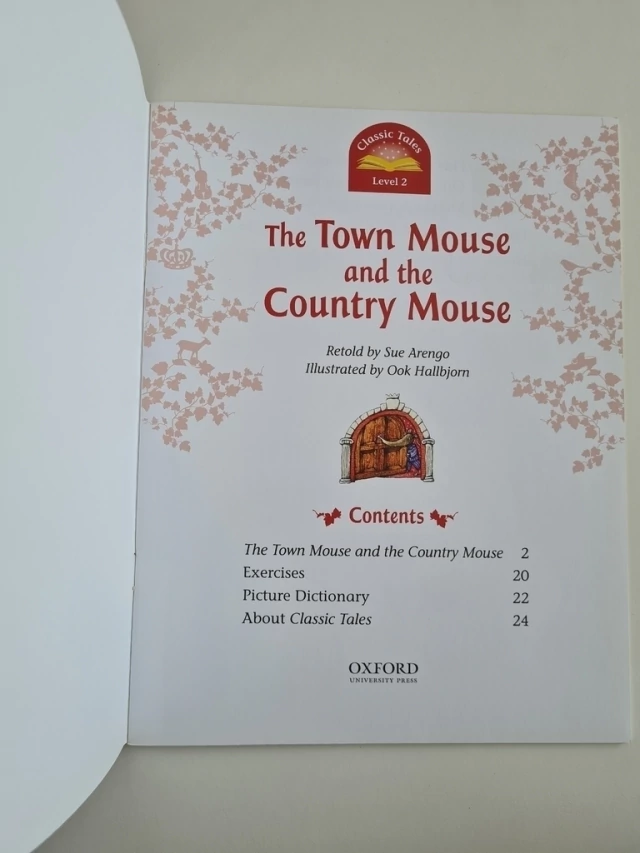 Classic Tales
Level 2
The Town Mouse
and the
Country Mouse
Retold by Sue Arengo
Illustrated by Ook Hallbjorn
Contents
The Town Mouse and the Country Mouse 2
Exercises 20
Picture Dictionary 22
About Classic Tales 24
OXFORD
UNIVERSITY PRESS